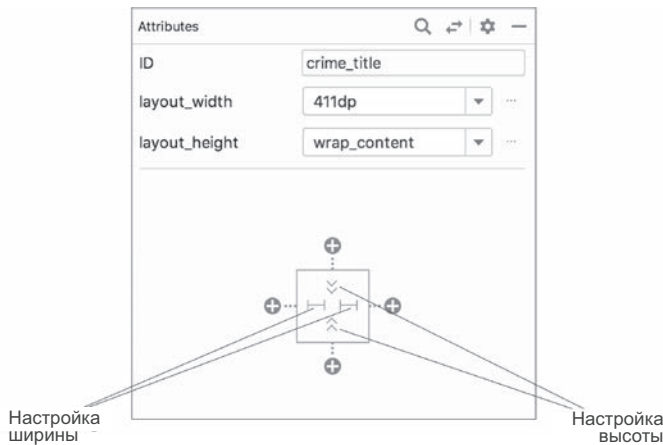 Attributes
ID crime_title
layout_width 411dp
layout_height wrap_content
Настройка
ширины
Настройка
высоты